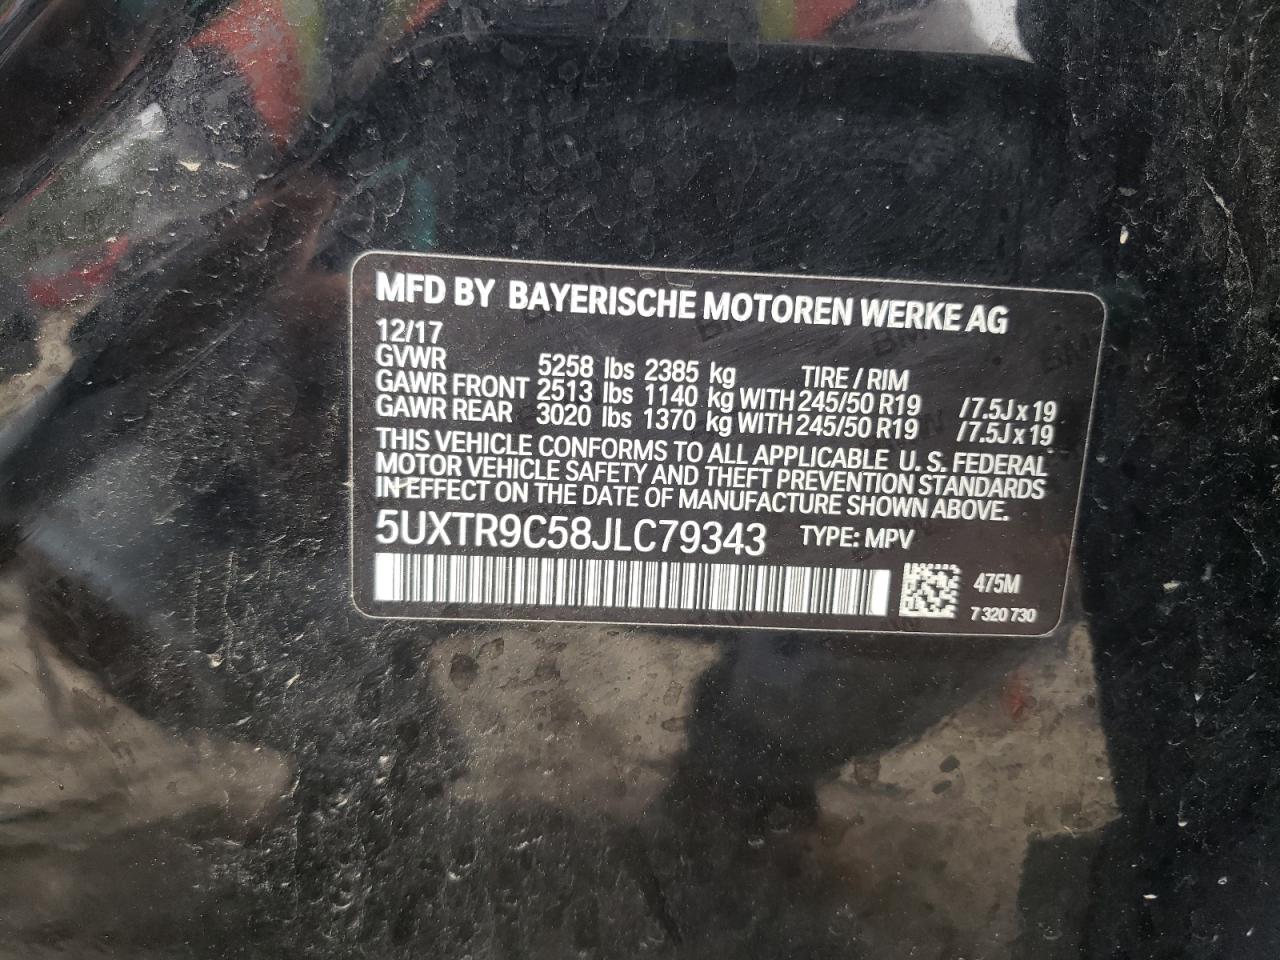 MFD BY BAYERISCHE MOTOREN WERKE AG
12/17
GVWR 5258 lbs 2385 kg TIRE / RIM
GAWR FRONT 2513 lbs 1140 kg WITH 245/50 R19 /7.5J x 19
GAWR REAR 3020 lbs 1370 kg WITH 245/50 R19 /7.5J x 19
THIS VEHICLE CONFORMS TO ALL APPLICABLE U. S. FEDERAL
MOTOR VEHICLE SAFETY AND THEFT PREVENTION STANDARDS
IN EFFECT ON THE DATE OF MANUFACTURE SHOWN ABOVE.
5UXTR9C58JLC79343 TYPE: MPV
475M
7 320 730